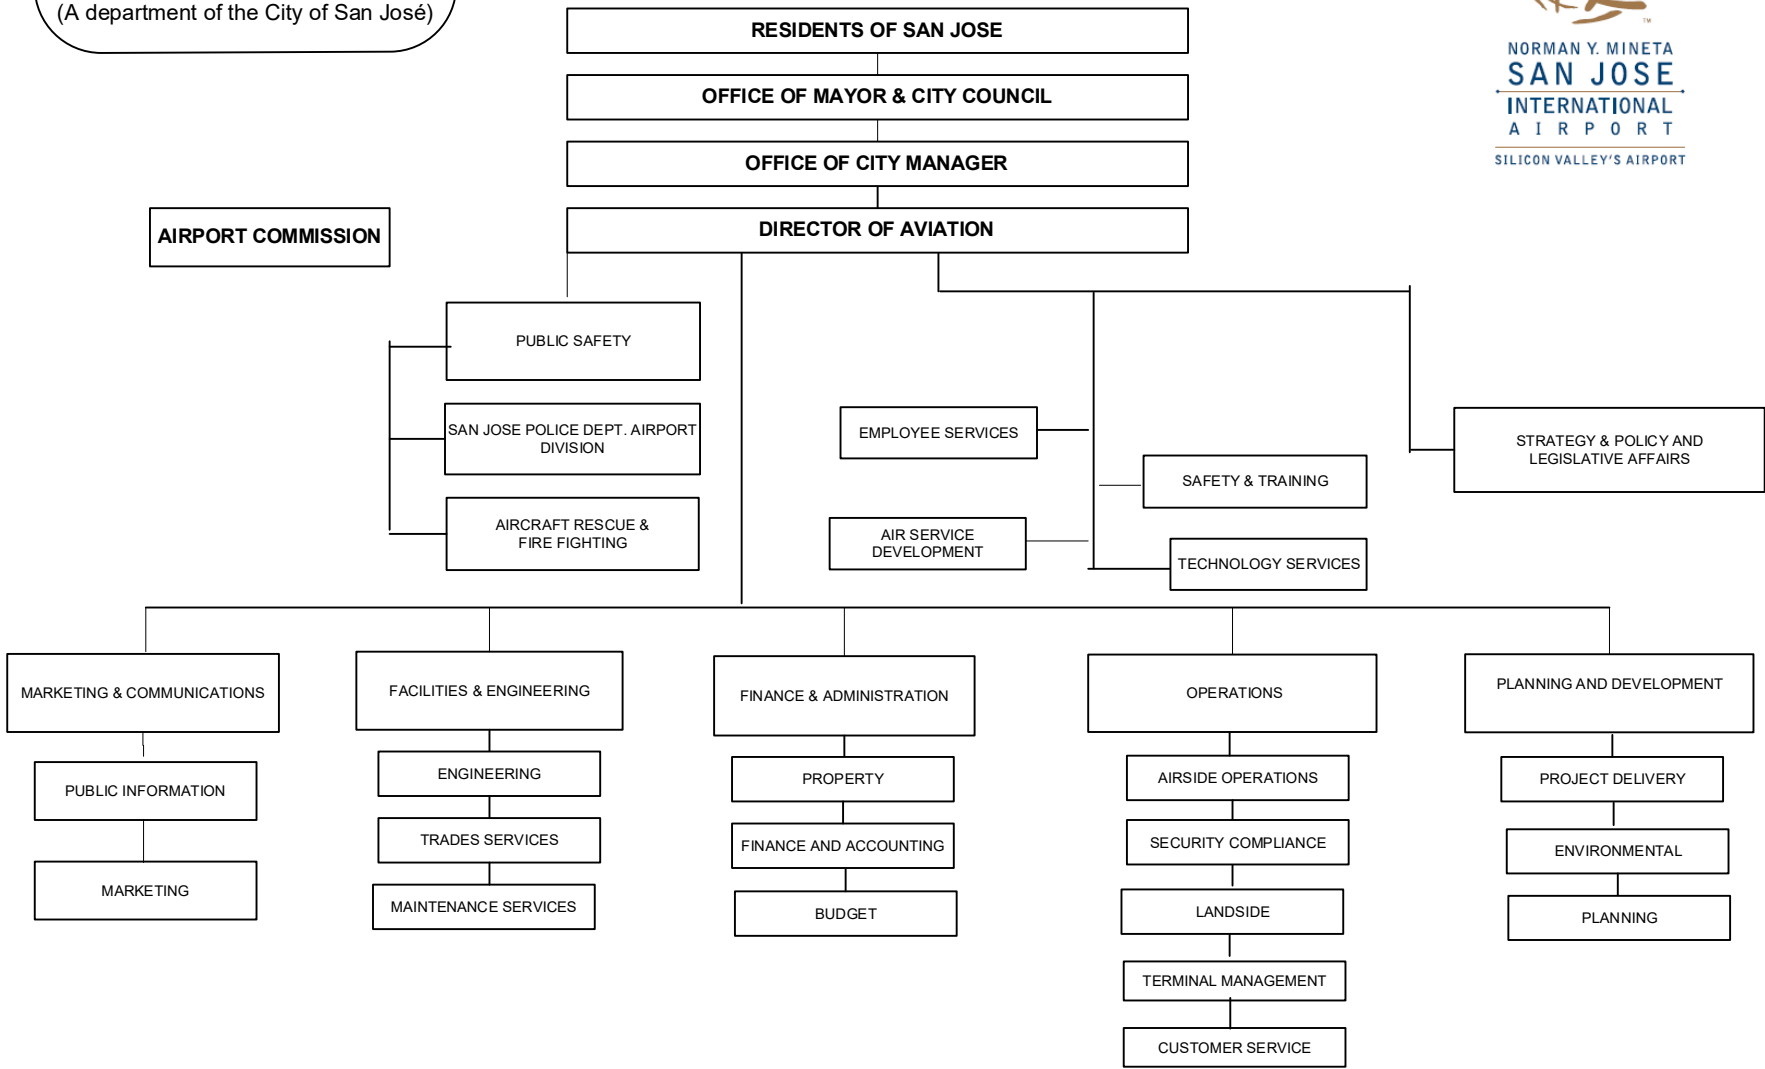 (A department of the City of San José)
RESIDENTS OF SAN JOSE
OFFICE OF MAYOR & CITY COUNCIL
OFFICE OF CITY MANAGER
DIRECTOR OF AVIATION
TM
NORMAN Y. MINETA
SAN JOSE
INTERNATIONAL
AIRPORT
SILICON VALLEY'S AIRPORT
AIRPORT COMMISSION
PUBLIC SAFETY
SAN JOSE POLICE DEPT. AIRPORT
DIVISION
AIRCRAFT RESCUE &
FIRE FIGHTING
EMPLOYEE SERVICES
AIR SERVICE
DEVELOPMENT
SAFETY & TRAINING
TECHNOLOGY SERVICES
STRATEGY & POLICY AND
LEGISLATIVE AFFAIRS
MARKETING & COMMUNICATIONS
PUBLIC INFORMATION
MARKETING
FACILITIES & ENGINEERING
ENGINEERING
TRADES SERVICES
MAINTENANCE SERVICES
FINANCE & ADMINISTRATION
PROPERTY
FINANCE AND ACCOUNTING
BUDGET
OPERATIONS
AIRSIDE OPERATIONS
SECURITY COMPLIANCE
LANDSIDE
TERMINAL MANAGEMENT
CUSTOMER SERVICE
PLANNING AND DEVELOPMENT
PROJECT DELIVERY
ENVIRONMENTAL
PLANNING